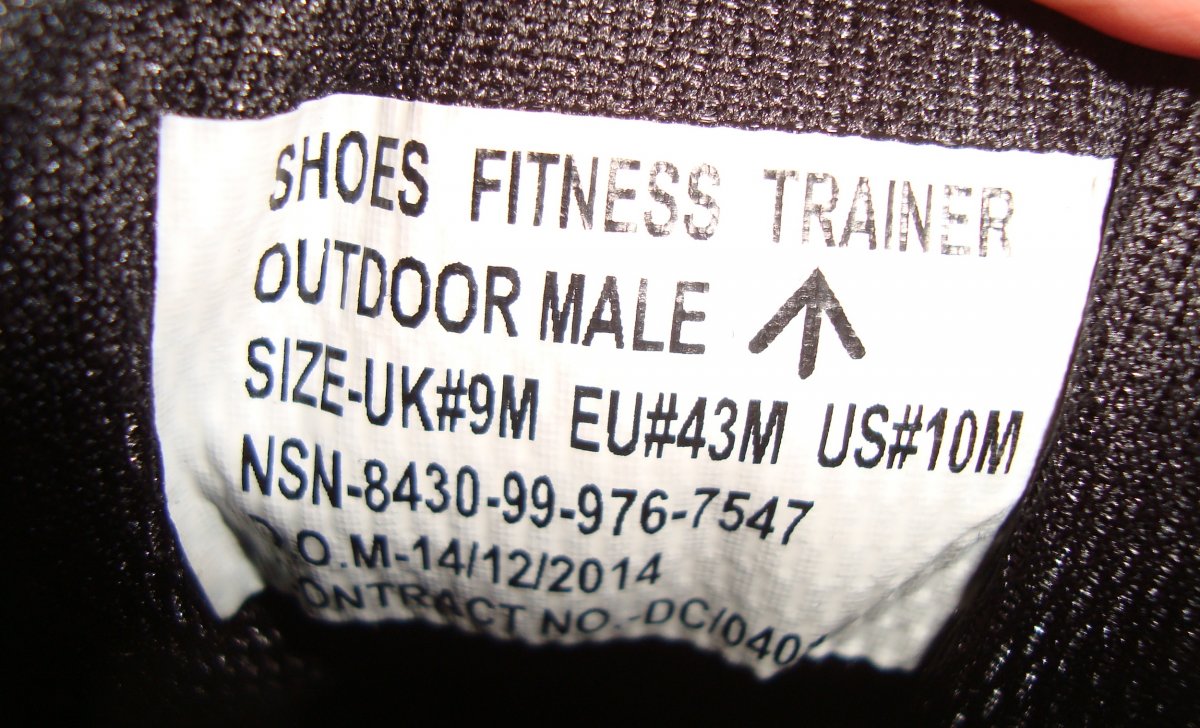 SHOES FITNESS TRAINER
OUTDOOR MALE
SIZE-UK#9M EU#43M US#10M
NSN-8430-99-976-7547
D.O.M-14/12/2014
CONTRACT NO.-DC/040